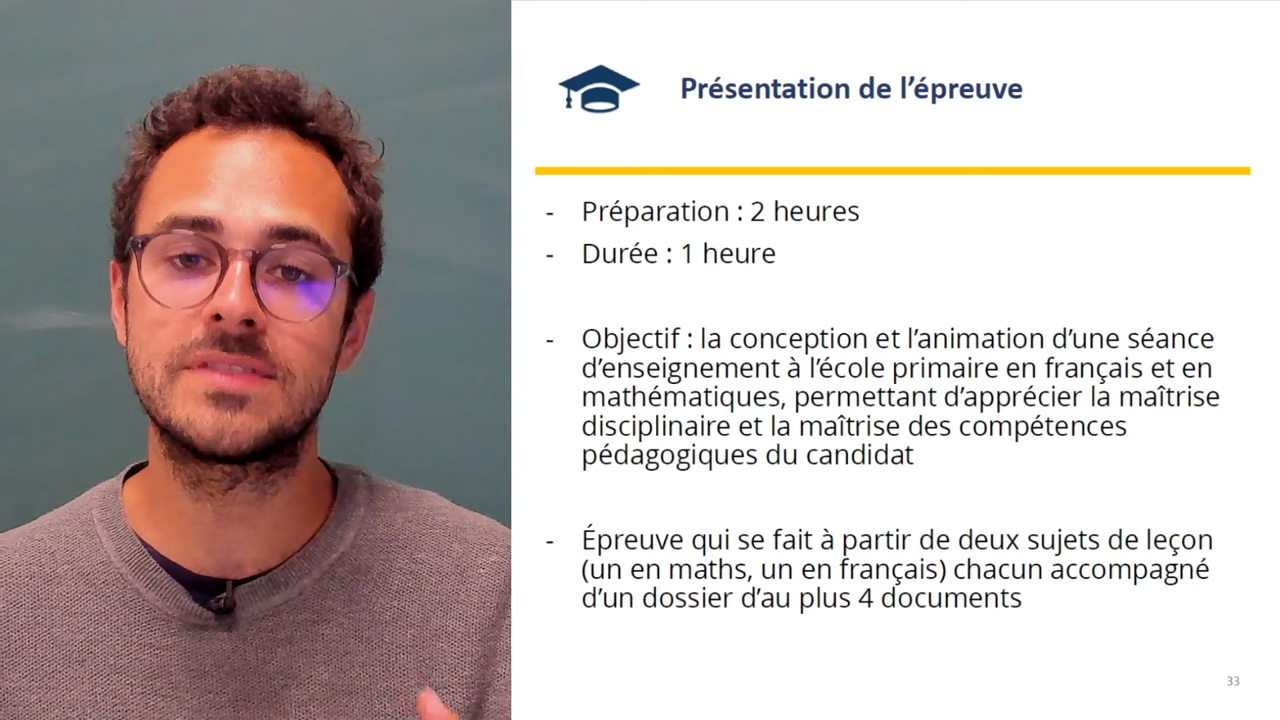 Présentation de l’épreuve
- Préparation : 2 heures
- Durée : 1 heure
- Objectif : la conception et l’animation d’une séance
d’enseignement à l’école primaire en français et en
mathématiques, permettant d’apprécier la maîtrise
disciplinaire et la maîtrise des compétences
pédagogiques du candidat
- Épreuve qui se fait à partir de deux sujets de leçon
(un en maths, un en français) chacun accompagné
d’un dossier d’au plus 4 documents
33